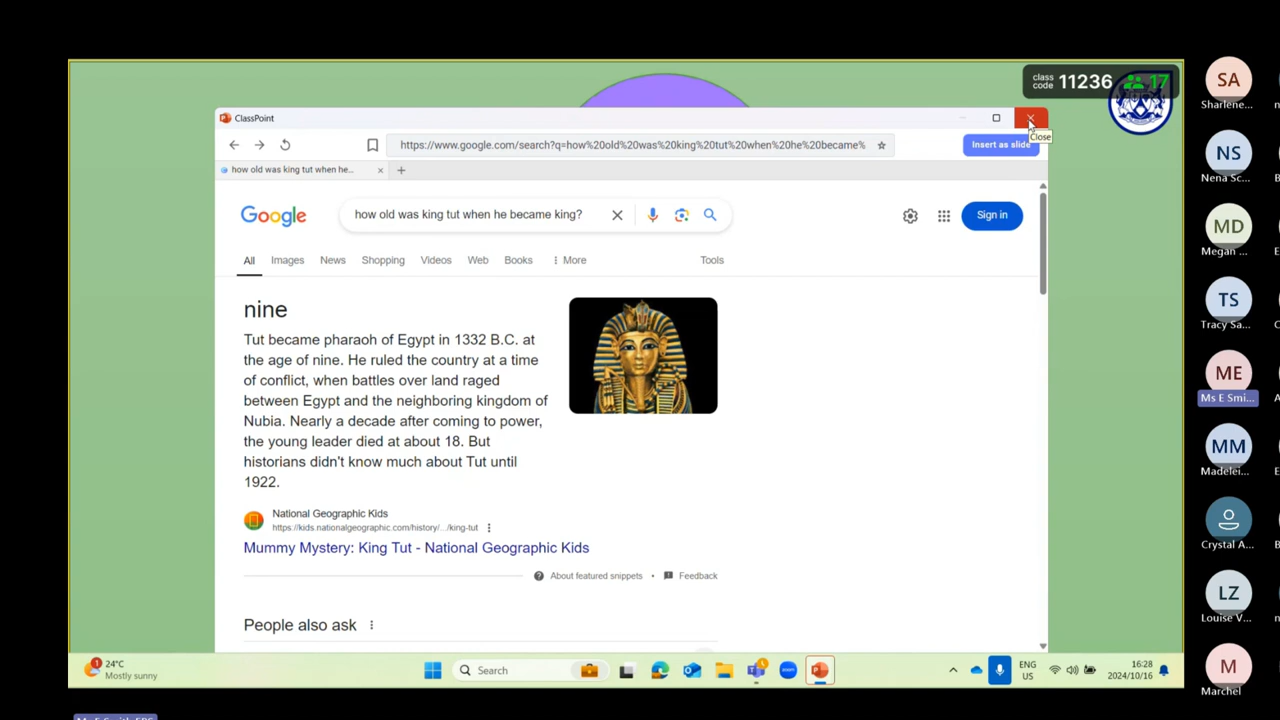 class
code 11236 17
ClassPoint
Close
https://www.google.com/search?q=how%20old%20was%20king%20tut%20when%20he%20became%
Insert as slide
how old was king tut when he...
Google
how old was king tut when he became king?
Sign in
All Images News Shopping Videos Web Books More Tools
nine
Tut became pharaoh of Egypt in 1332 B.C. at
the age of nine. He ruled the country at a time
of conflict, when battles over land raged
between Egypt and the neighboring kingdom of
Nubia. Nearly a decade after coming to power,
the young leader died at about 18. But
historians didn't know much about Tut until
1922.
National Geographic Kids
https://kids.nationalgeographic.com/history/.../king-tut
Mummy Mystery: King Tut - National Geographic Kids
About featured snippets • Feedback
People also ask
1
24°C
Mostly sunny
Search
zoom
ENG
US
16:28
2024/10/16
SA
Sharlene...
NS
Nena Sc...
MD
Megan ...
TS
Tracy Sa...
ME
Ms E Smi...
MM
Madelei...
Crystal A...
LZ
Louise V...
M
Marchel